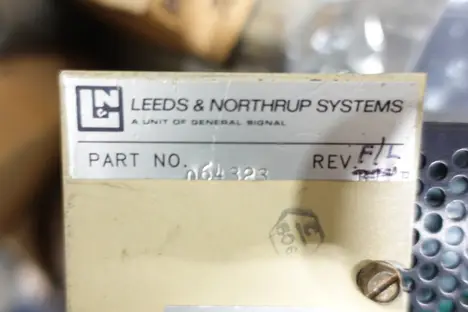 L&N LEEDS & NORTHRUP SYSTEMS
A UNIT OF GENERAL SIGNAL
PART NO. 064323 REV. F/I